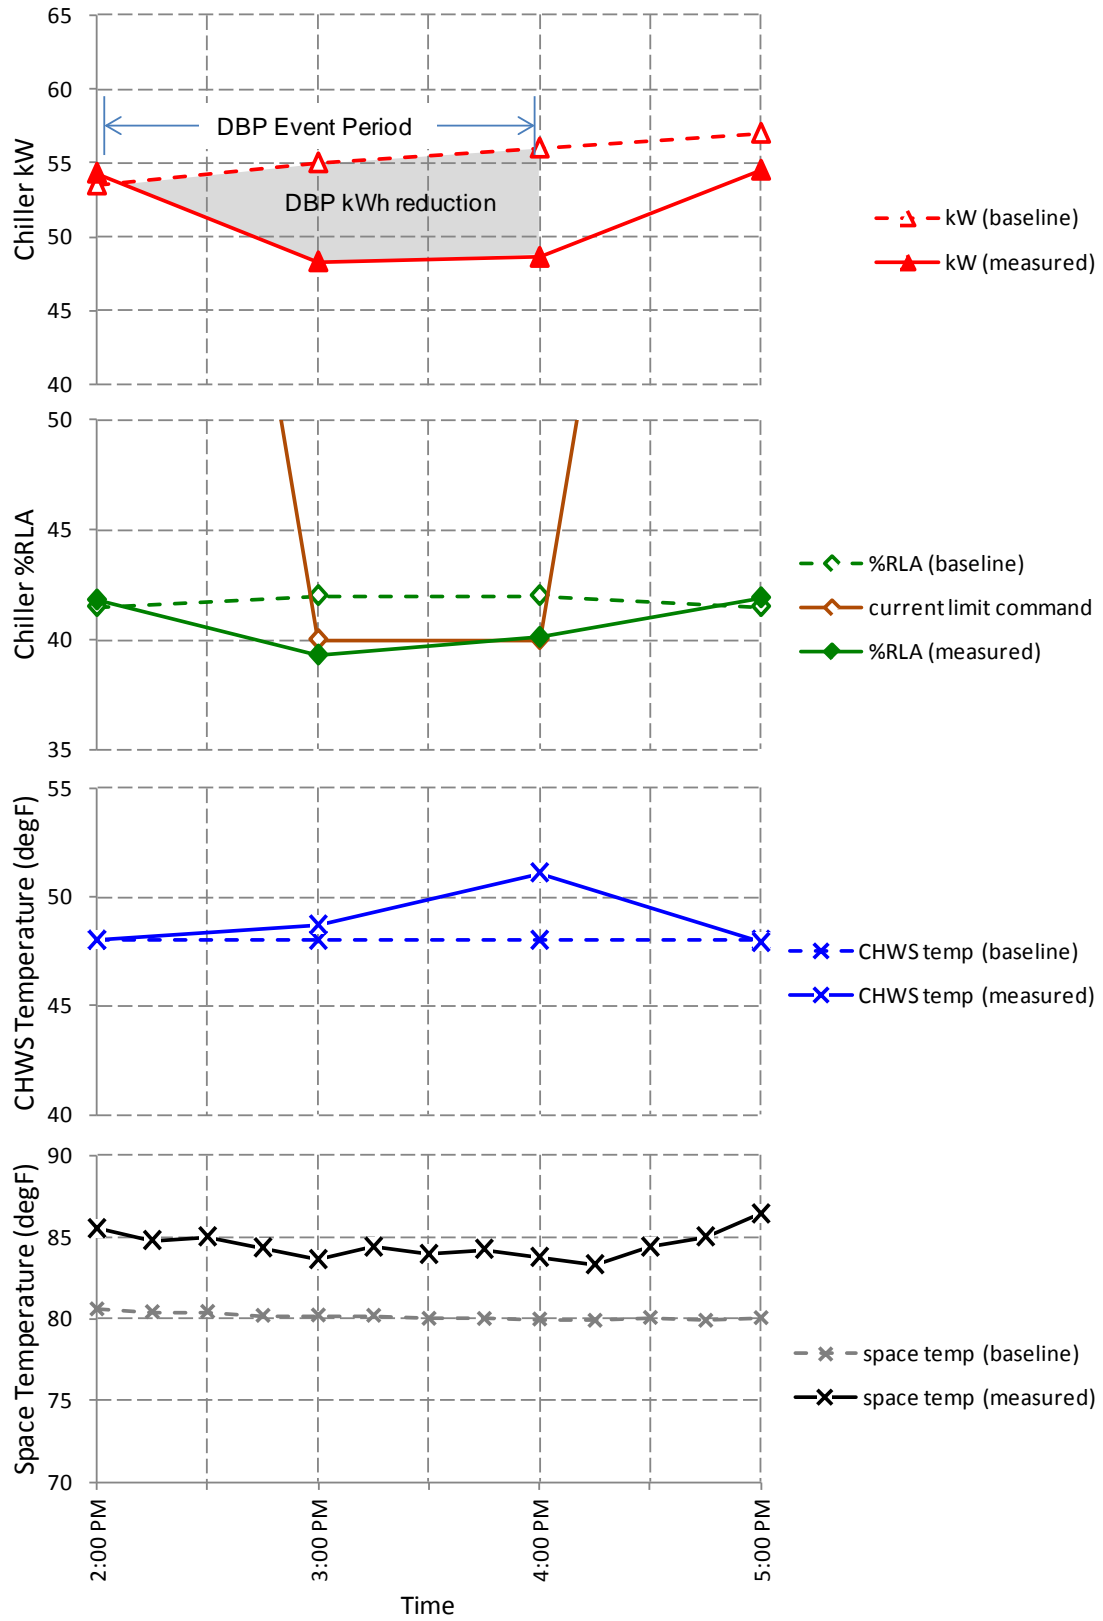 Chiller kW
65
60
55
50
45
40
DBP Event Period
DBP kWh reduction
kW (baseline)
kW (measured)
Chiller %RLA
50
45
40
35
%RLA (baseline)
current limit command
%RLA (measured)
CHWS Temperature (degF)
55
50
45
40
CHWS temp (baseline)
CHWS temp (measured)
Space Temperature (degF)
90
85
80
75
70
space temp (baseline)
space temp (measured)
2:00 PM
3:00 PM
4:00 PM
5:00 PM
Time